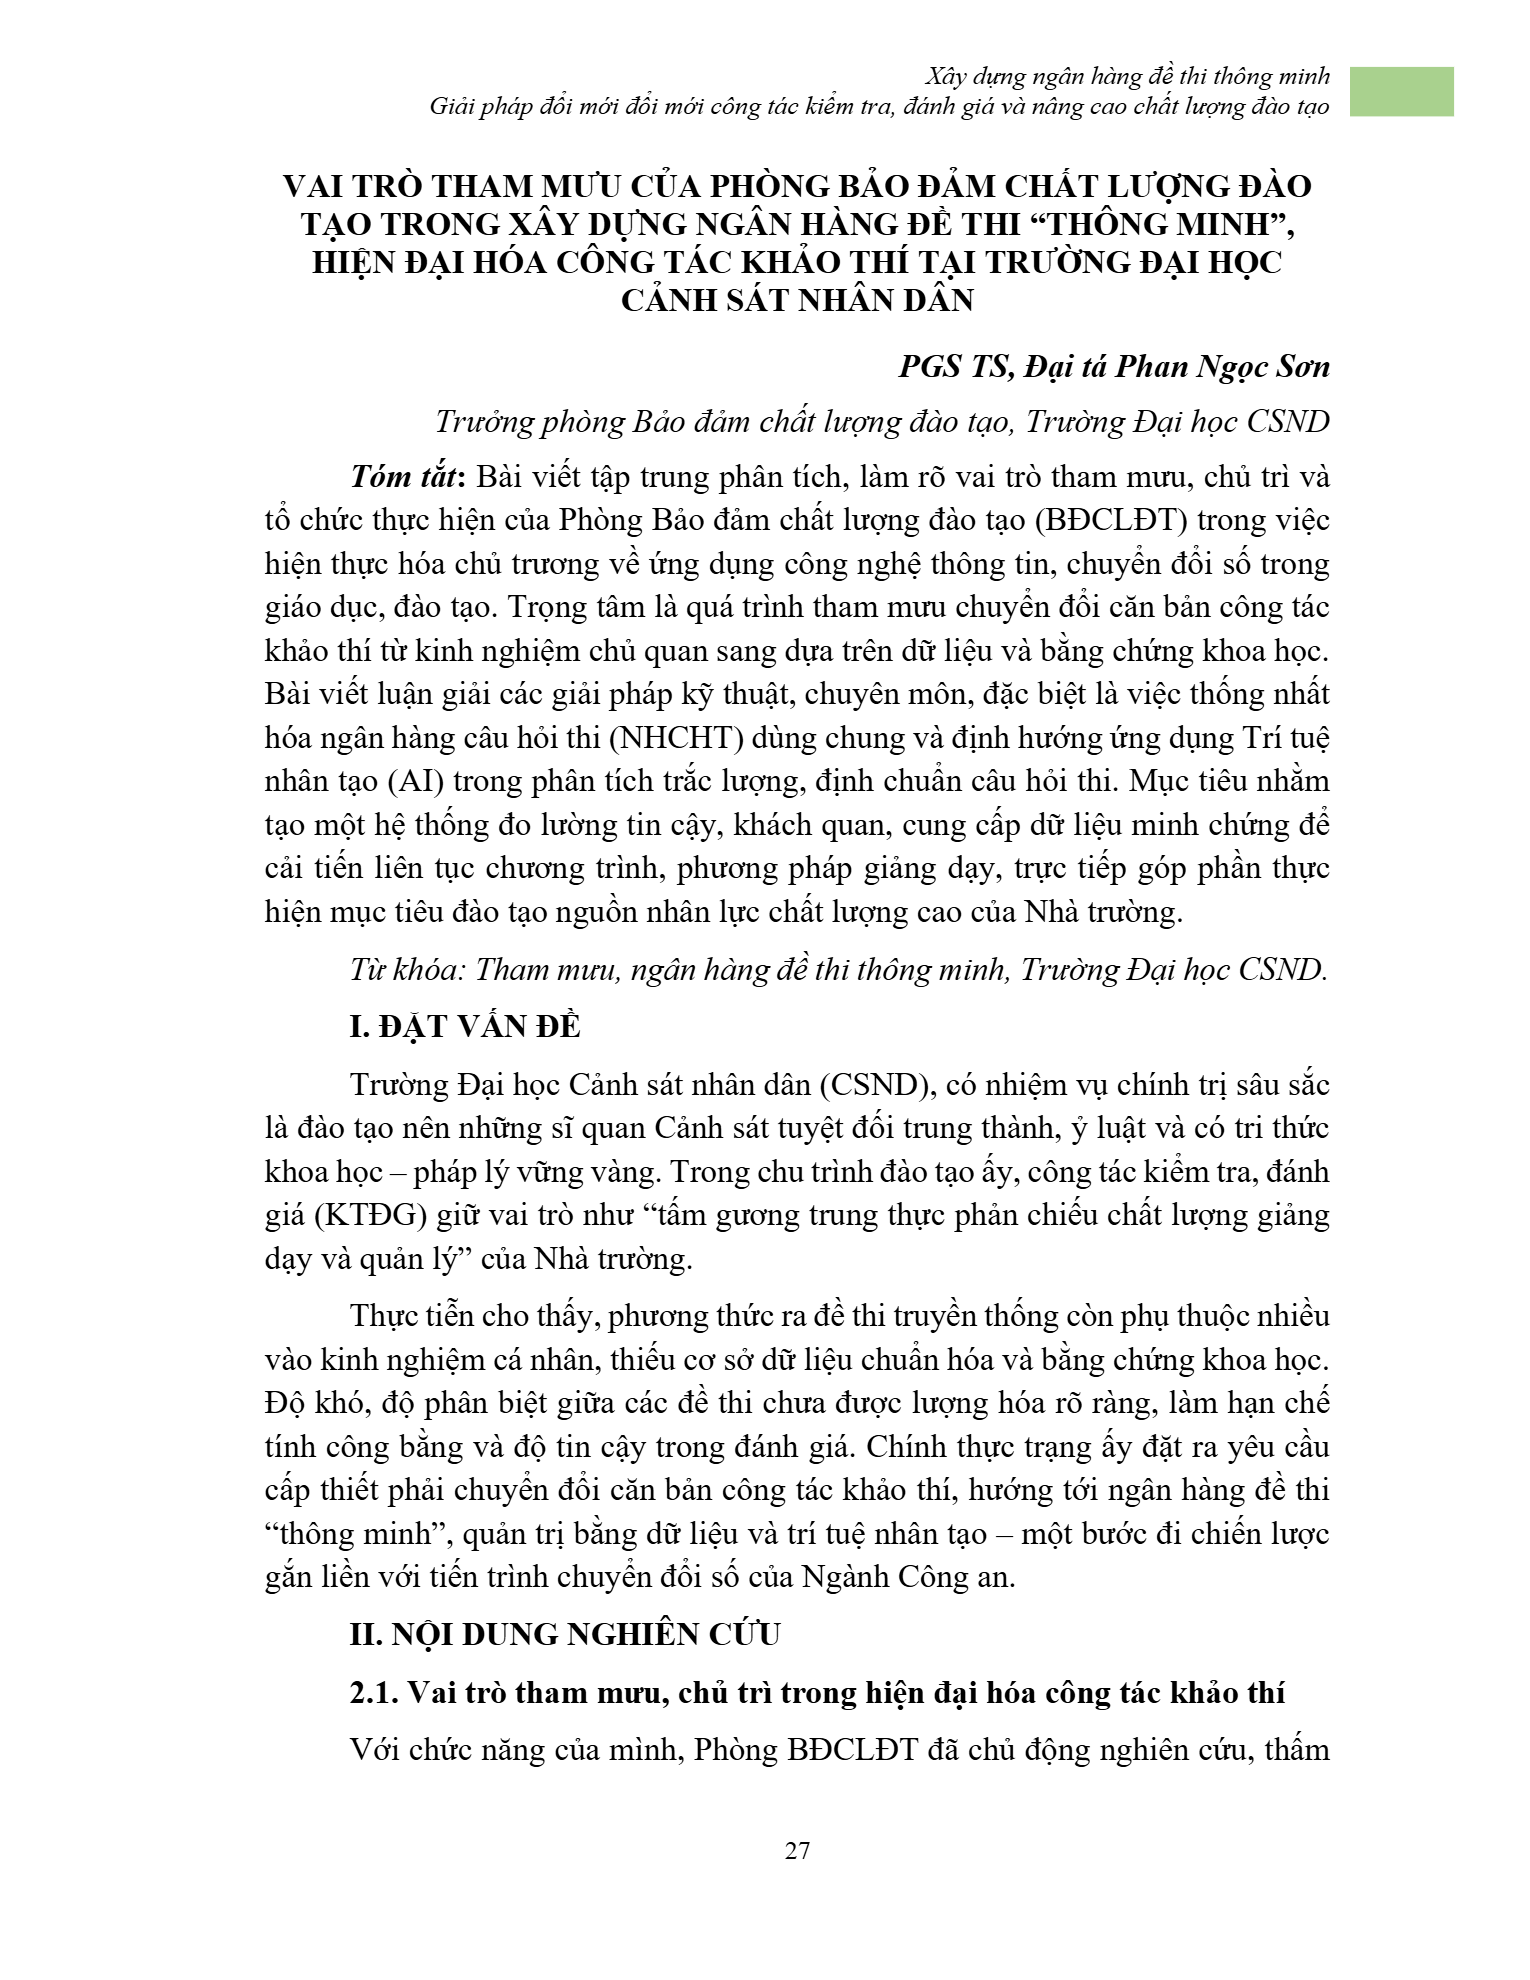 Xây dựng ngân hàng đề thi thông minh
Giải pháp đổi mới đổi mới công tác kiểm tra, đánh giá và nâng cao chất lượng đào tạo
VAI TRÒ THAM MƯU CỦA PHÒNG BẢO ĐẢM CHẤT LƯỢNG ĐÀO
TẠO TRONG XÂY DỰNG NGÂN HÀNG ĐỀ THI “THÔNG MINH”,
HIỆN ĐẠI HÓA CÔNG TÁC KHẢO THÍ TẠI TRƯỜNG ĐẠI HỌC
CẢNH SÁT NHÂN DÂN
PGS TS, Đại tá Phan Ngọc Sơn
Trưởng phòng Bảo đảm chất lượng đào tạo, Trường Đại học CSND
Tóm tắt: Bài viết tập trung phân tích, làm rõ vai trò tham mưu, chủ trì và
tổ chức thực hiện của Phòng Bảo đảm chất lượng đào tạo (BĐCLĐT) trong việc
hiện thực hóa chủ trương về ứng dụng công nghệ thông tin, chuyển đổi số trong
giáo dục, đào tạo. Trọng tâm là quá trình tham mưu chuyển đổi căn bản công tác
khảo thí từ kinh nghiệm chủ quan sang dựa trên dữ liệu và bằng chứng khoa học.
Bài viết luận giải các giải pháp kỹ thuật, chuyên môn, đặc biệt là việc thống nhất
hóa ngân hàng câu hỏi thi (NHCHT) dùng chung và định hướng ứng dụng Trí tuệ
nhân tạo (AI) trong phân tích trắc lượng, định chuẩn câu hỏi thi. Mục tiêu nhằm
tạo một hệ thống đo lường tin cậy, khách quan, cung cấp dữ liệu minh chứng để
cải tiến liên tục chương trình, phương pháp giảng dạy, trực tiếp góp phần thực
hiện mục tiêu đào tạo nguồn nhân lực chất lượng cao của Nhà trường.
Từ khóa: Tham mưu, ngân hàng đề thi thông minh, Trường Đại học CSND.
I. ĐẶT VẤN ĐỀ
Trường Đại học Cảnh sát nhân dân (CSND), có nhiệm vụ chính trị sâu sắc
là đào tạo nên những sĩ quan Cảnh sát tuyệt đối trung thành, ỷ luật và có tri thức
khoa học – pháp lý vững vàng. Trong chu trình đào tạo ấy, công tác kiểm tra, đánh
giá (KTĐG) giữ vai trò như “tấm gương trung thực phản chiếu chất lượng giảng
dạy và quản lý” của Nhà trường.
Thực tiễn cho thấy, phương thức ra đề thi truyền thống còn phụ thuộc nhiều
vào kinh nghiệm cá nhân, thiếu cơ sở dữ liệu chuẩn hóa và bằng chứng khoa học.
Độ khó, độ phân biệt giữa các đề thi chưa được lượng hóa rõ ràng, làm hạn chế
tính công bằng và độ tin cậy trong đánh giá. Chính thực trạng ấy đặt ra yêu cầu
cấp thiết phải chuyển đổi căn bản công tác khảo thí, hướng tới ngân hàng đề thi
“thông minh”, quản trị bằng dữ liệu và trí tuệ nhân tạo – một bước đi chiến lược
gắn liền với tiến trình chuyển đổi số của Ngành Công an.
II. NỘI DUNG NGHIÊN CỨU
2.1. Vai trò tham mưu, chủ trì trong hiện đại hóa công tác khảo thí
Với chức năng của mình, Phòng BĐCLĐT đã chủ động nghiên cứu, thấm
27